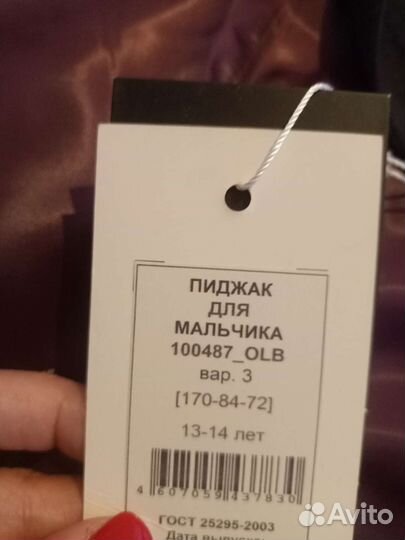 ПИДЖАК
ДЛЯ
МАЛЬЧИКА
100487_OLB
вар. 3
[170-84-72]
13-14 лет
4 607059 437830
ГОСТ 25295-2003
Дата
Avito